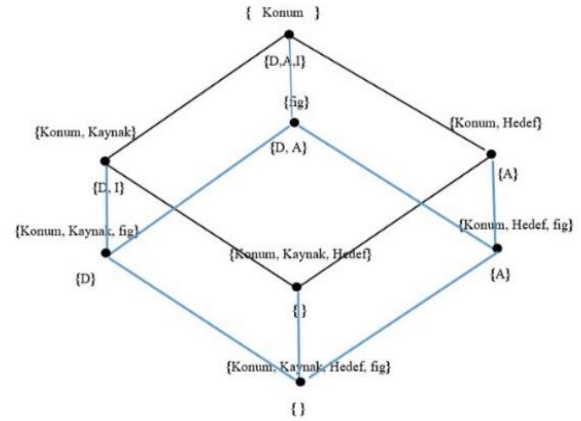 { Konum }
{D,A,I}
{fig}
{Konum, Kaynak}
{Konum, Hedef}
{D, A}
{D, I}
{A}
{Konum, Kaynak, fig}
{Konum, Hedef, fig}
{Konum, Kaynak, Hedef}
{D}
{A}
{ }
{Konum, Kaynak, Hedef, fig}
{ }